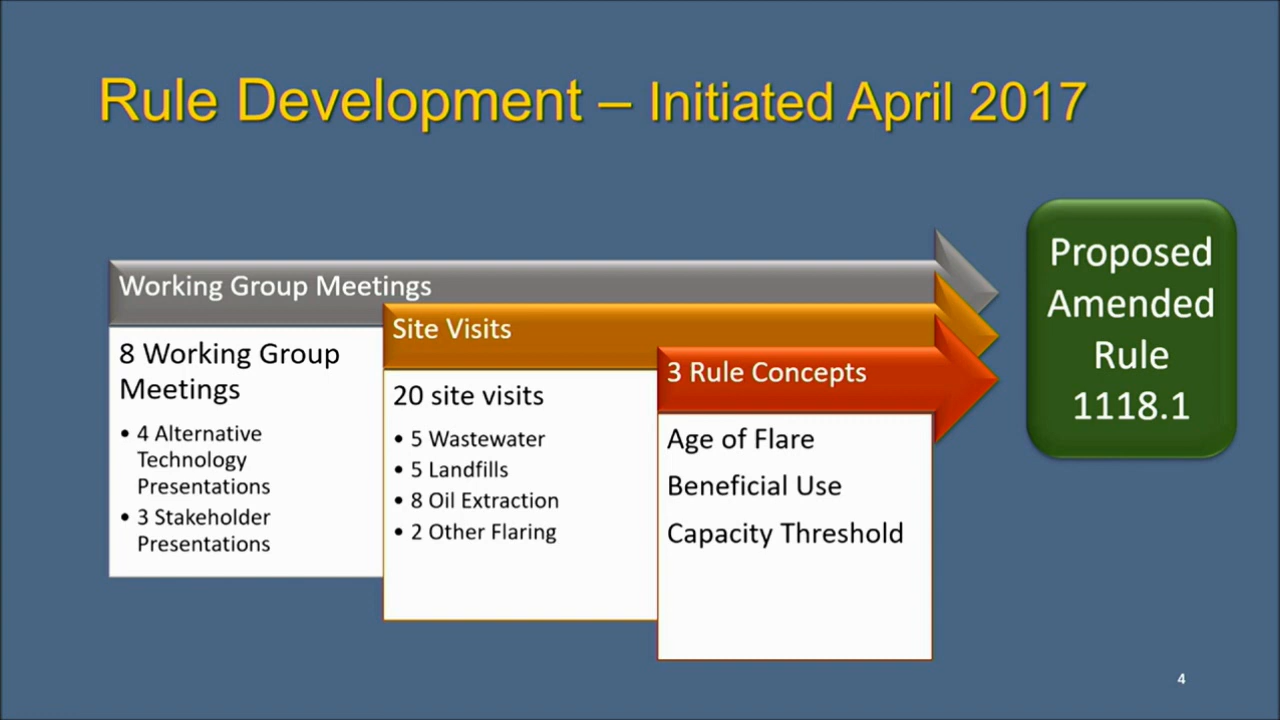 Rule Development – Initiated April 2017
Working Group Meetings
8 Working Group
Meetings
• 4 Alternative
Technology
Presentations
• 3 Stakeholder
Presentations
Site Visits
20 site visits
• 5 Wastewater
• 5 Landfills
• 8 Oil Extraction
• 2 Other Flaring
3 Rule Concepts
Age of Flare
Beneficial Use
Capacity Threshold
Proposed
Amended
Rule
1118.1
4